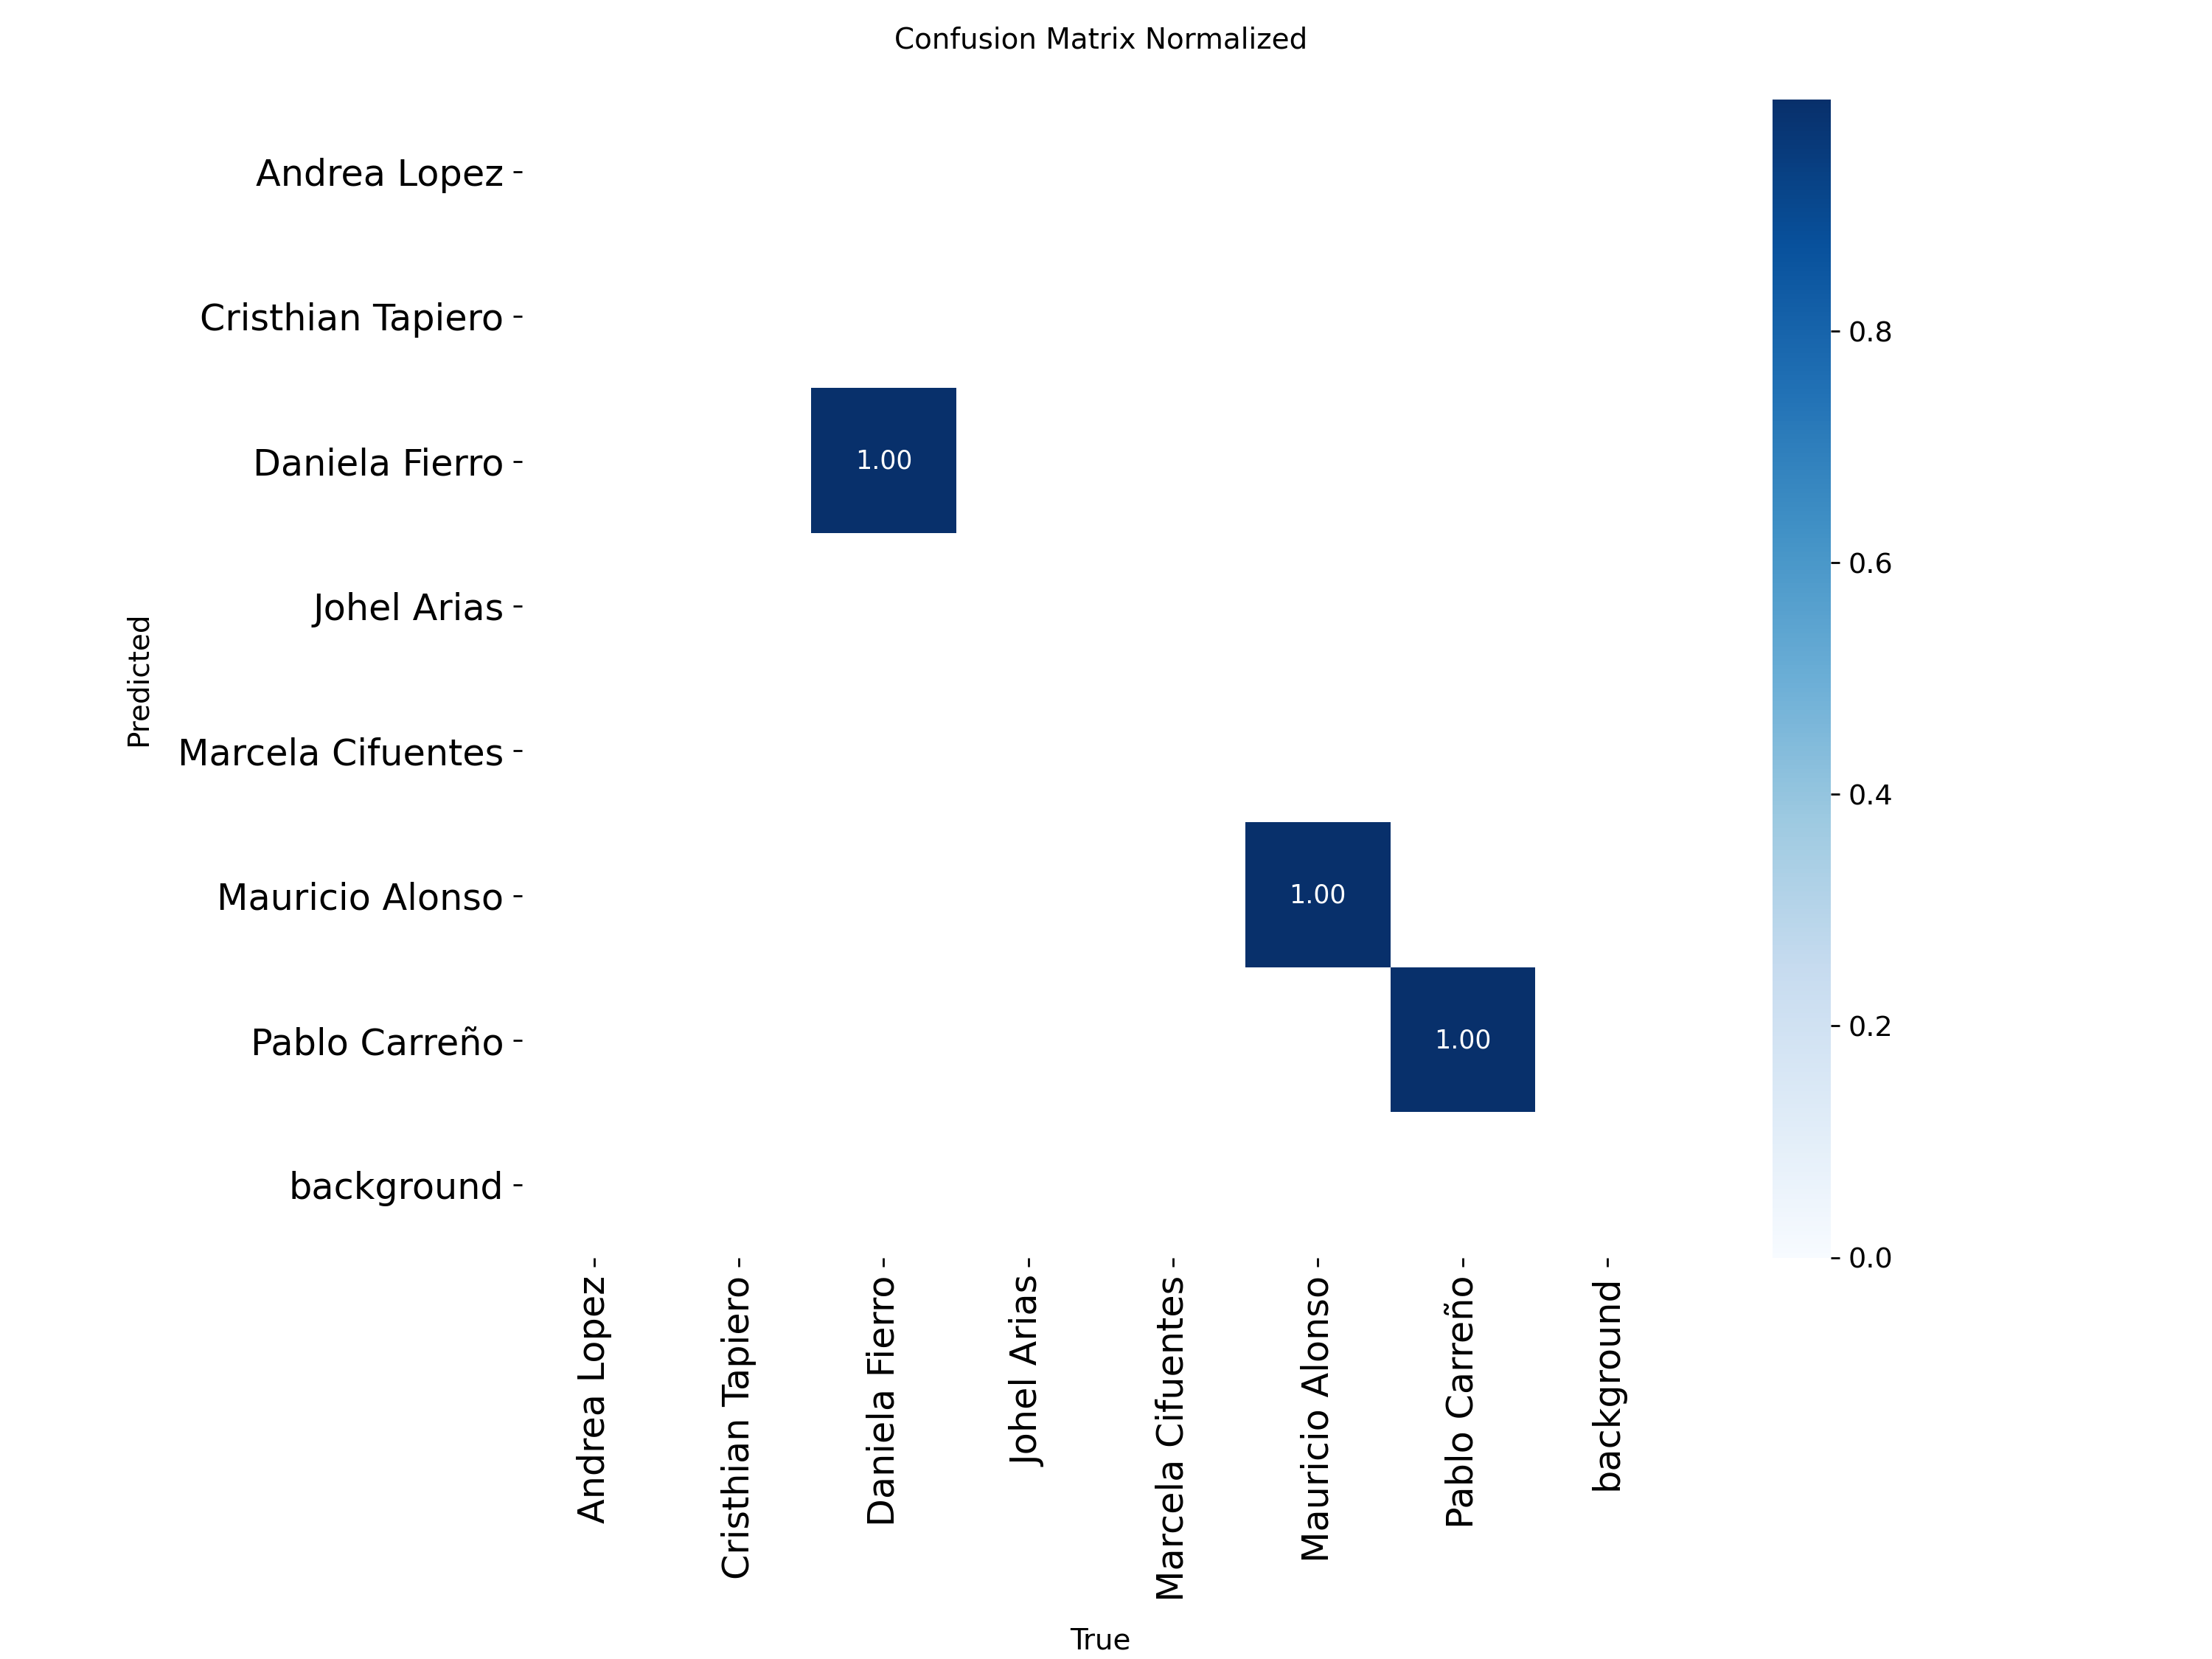 Confusion Matrix Normalized
Andrea Lopez
Cristhian Tapiero
Daniela Fierro
Johel Arias
Marcela Cifuentes
Mauricio Alonso
Pablo Carreño
background
Predicted
1.00
1.00
1.00
0.8
0.6
0.4
0.2
0.0
Andrea Lopez
Cristhian Tapiero
Daniela Fierro
Johel Arias
Marcela Cifuentes
Mauricio Alonso
Pablo Carreño
background
True